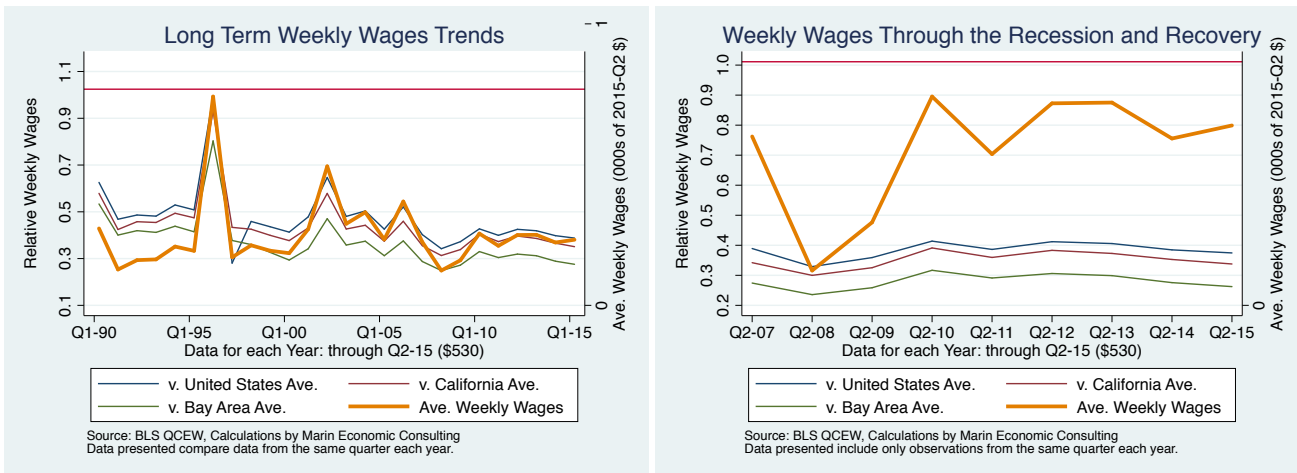 Long Term Weekly Wages Trends
Relative Weekly Wages
1.1
0.9
0.7
0.5
0.3
0.1
1
0
Ave. Weekly Wages (000s of 2015-Q2 $)
Q1-90 Q1-95 Q1-00 Q1-05 Q1-10 Q1-15
Data for each Year: through Q2-15 ($530)
v. United States Ave. v. California Ave.
v. Bay Area Ave. Ave. Weekly Wages
Source: BLS QCEW, Calculations by Marin Economic Consulting
Data presented compare data from the same quarter each year.
Weekly Wages Through the Recession and Recovery
Relative Weekly Wages
1.0
0.9
0.8
0.7
0.6
0.5
0.4
0.3
0.2
Ave. Weekly Wages (000s of 2015-Q2 $)
Q2-07 Q2-08 Q2-09 Q2-10 Q2-11 Q2-12 Q2-13 Q2-14 Q2-15
Data for each Year: through Q2-15 ($530)
v. United States Ave. v. California Ave.
v. Bay Area Ave. Ave. Weekly Wages
Source: BLS QCEW, Calculations by Marin Economic Consulting
Data presented include only observations from the same quarter each year.